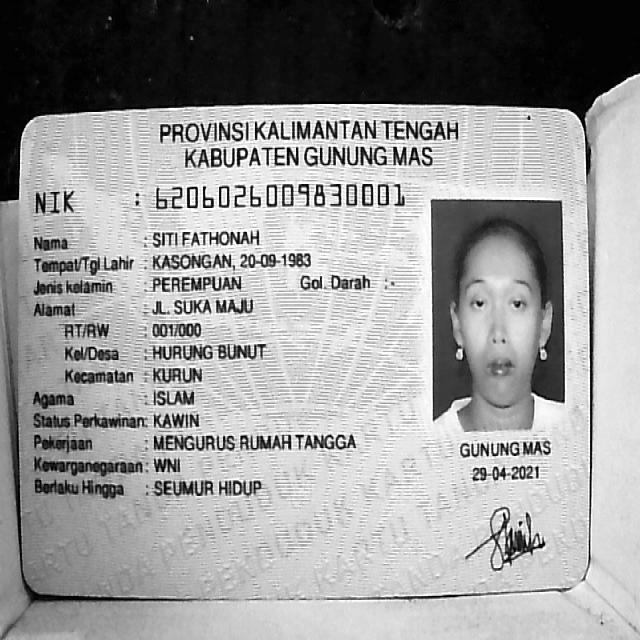 PROVINSI KALIMANTAN TENGAH
KABUPATEN GUNUNG MAS
NIK : 6206026009830001
Nama : SITI FATHONAH
Tempat/Tgl Lahir : KASONGAN, 20-09-1983
Jenis kelamin : PEREMPUAN Gol. Darah : -
Alamat : JL. SUKA MAJU
RT/RW : 001/000
Kel/Desa : HURUNG BUNUT
Kecamatan : KURUN
Agama : ISLAM
Status Perkawinan: KAWIN
Pekerjaan : MENGURUS RUMAH TANGGA
Kewarganegaraan: WNI
Berlaku Hingga : SEUMUR HIDUP
GUNUNG MAS
29-04-2021